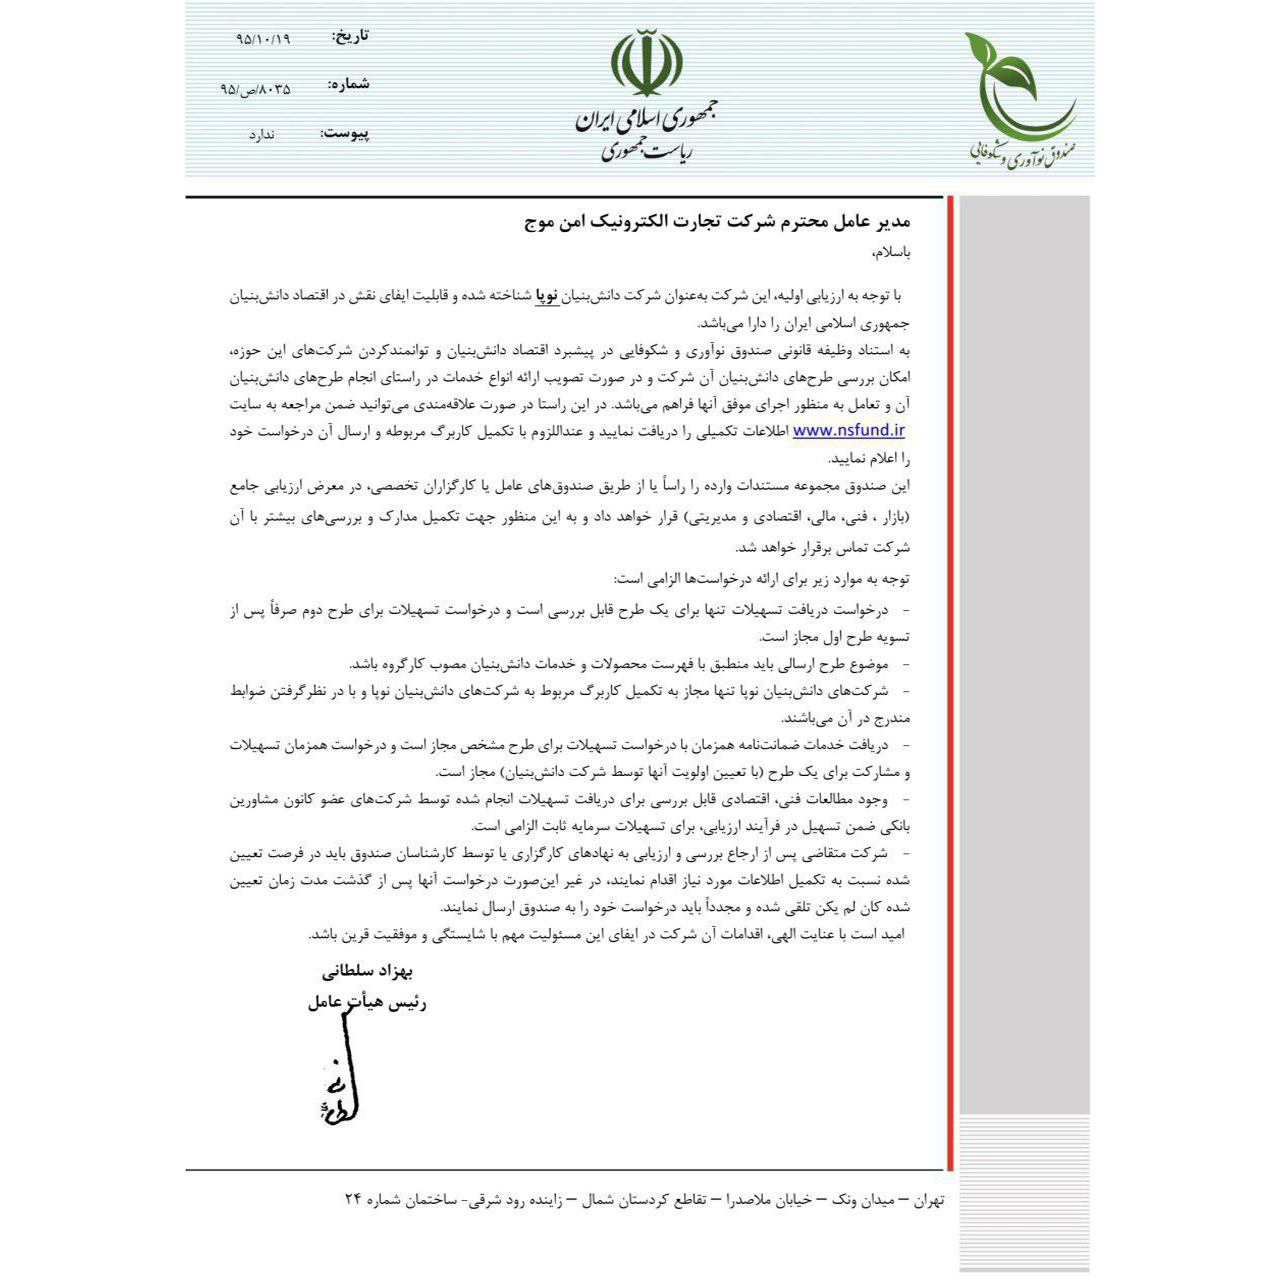 تاریخ: ۹۵/۱۰/۱۹
شماره: ۸۰۳۵/ص/۹۵
پیوست: ندارد
جمهوری اسلامی ایران
ریاست جمهوری
صندوق نوآوری و شکوفایی
مدیر عامل محترم شرکت تجارت الکترونیک امن موج
باسلام،
با توجه به ارزیابی اولیه، این شرکت به‌عنوان شرکت دانش‌بنیان نوپا شناخته شده و قابلیت ایفای نقش در اقتصاد دانش‌بنیان
جمهوری اسلامی ایران را دارا می‌باشد.
به استناد وظیفه قانونی صندوق نوآوری و شکوفایی در پیشبرد اقتصاد دانش‌بنیان و توانمندکردن شرکت‌های این حوزه،
امکان بررسی طرح‌های دانش‌بنیان آن شرکت و در صورت تصویب ارائه انواع خدمات در راستای انجام طرح‌های دانش‌بنیان
آن و تعامل به منظور اجرای موفق آنها فراهم می‌باشد. در این راستا در صورت علاقه‌مندی می‌توانید ضمن مراجعه به سایت
www.nsfund.ir اطلاعات تکمیلی را دریافت نمایید و عنداللزوم با تکمیل کاربرگ مربوطه و ارسال آن درخواست خود
را اعلام نمایید.
این صندوق مجموعه مستندات وارده را راساً یا از طریق صندوق‌های عامل یا کارگزاران تخصصی، در معرض ارزیابی جامع
(بازار ، فنی، مالی، اقتصادی و مدیریتی) قرار خواهد داد و به این منظور جهت تکمیل مدارک و بررسی‌های بیشتر با آن
شرکت تماس برقرار خواهد شد.
توجه به موارد زیر برای ارائه درخواست‌ها الزامی است:
- درخواست دریافت تسهیلات تنها برای یک طرح قابل بررسی است و درخواست تسهیلات برای طرح دوم صرفاً پس از
تسویه طرح اول مجاز است.
- موضوع طرح ارسالی باید منطبق با فهرست محصولات و خدمات دانش‌بنیان مصوب کارگروه باشد.
- شرکت‌های دانش‌بنیان نوپا تنها مجاز به تکمیل کاربرگ مربوط به شرکت‌های دانش‌بنیان نوپا و با در نظرگرفتن ضوابط
مندرج در آن می‌باشند.
- دریافت خدمات ضمانت‌نامه همزمان با درخواست تسهیلات برای طرح مشخص مجاز است و درخواست همزمان تسهیلات
و مشارکت برای یک طرح (با تعیین اولویت آنها توسط شرکت دانش‌بنیان) مجاز است.
- وجود مطالعات فنی، اقتصادی قابل بررسی برای دریافت تسهیلات انجام شده توسط شرکت‌های عضو کانون مشاورین
بانکی ضمن تسهیل در فرآیند ارزیابی، برای تسهیلات سرمایه ثابت الزامی است.
- شرکت متقاضی پس از ارجاع بررسی و ارزیابی به نهادهای کارگزاری یا توسط کارشناسان صندوق باید در فرصت تعیین
شده نسبت به تکمیل اطلاعات مورد نیاز اقدام نمایند، در غیر این‌صورت درخواست آنها پس از گذشت مدت زمان تعیین
شده کان لم یکن تلقی شده و مجدداً باید درخواست خود را به صندوق ارسال نمایند.
امید است با عنایت الهی، اقدامات آن شرکت در ایفای این مسئولیت مهم با شایستگی و موفقیت قرین باشد.
بهزاد سلطانی
رئیس هیأت عامل
تهران – میدان ونک – خیابان ملاصدرا – تقاطع کردستان شمال – زاینده رود شرقی- ساختمان شماره ۲۴